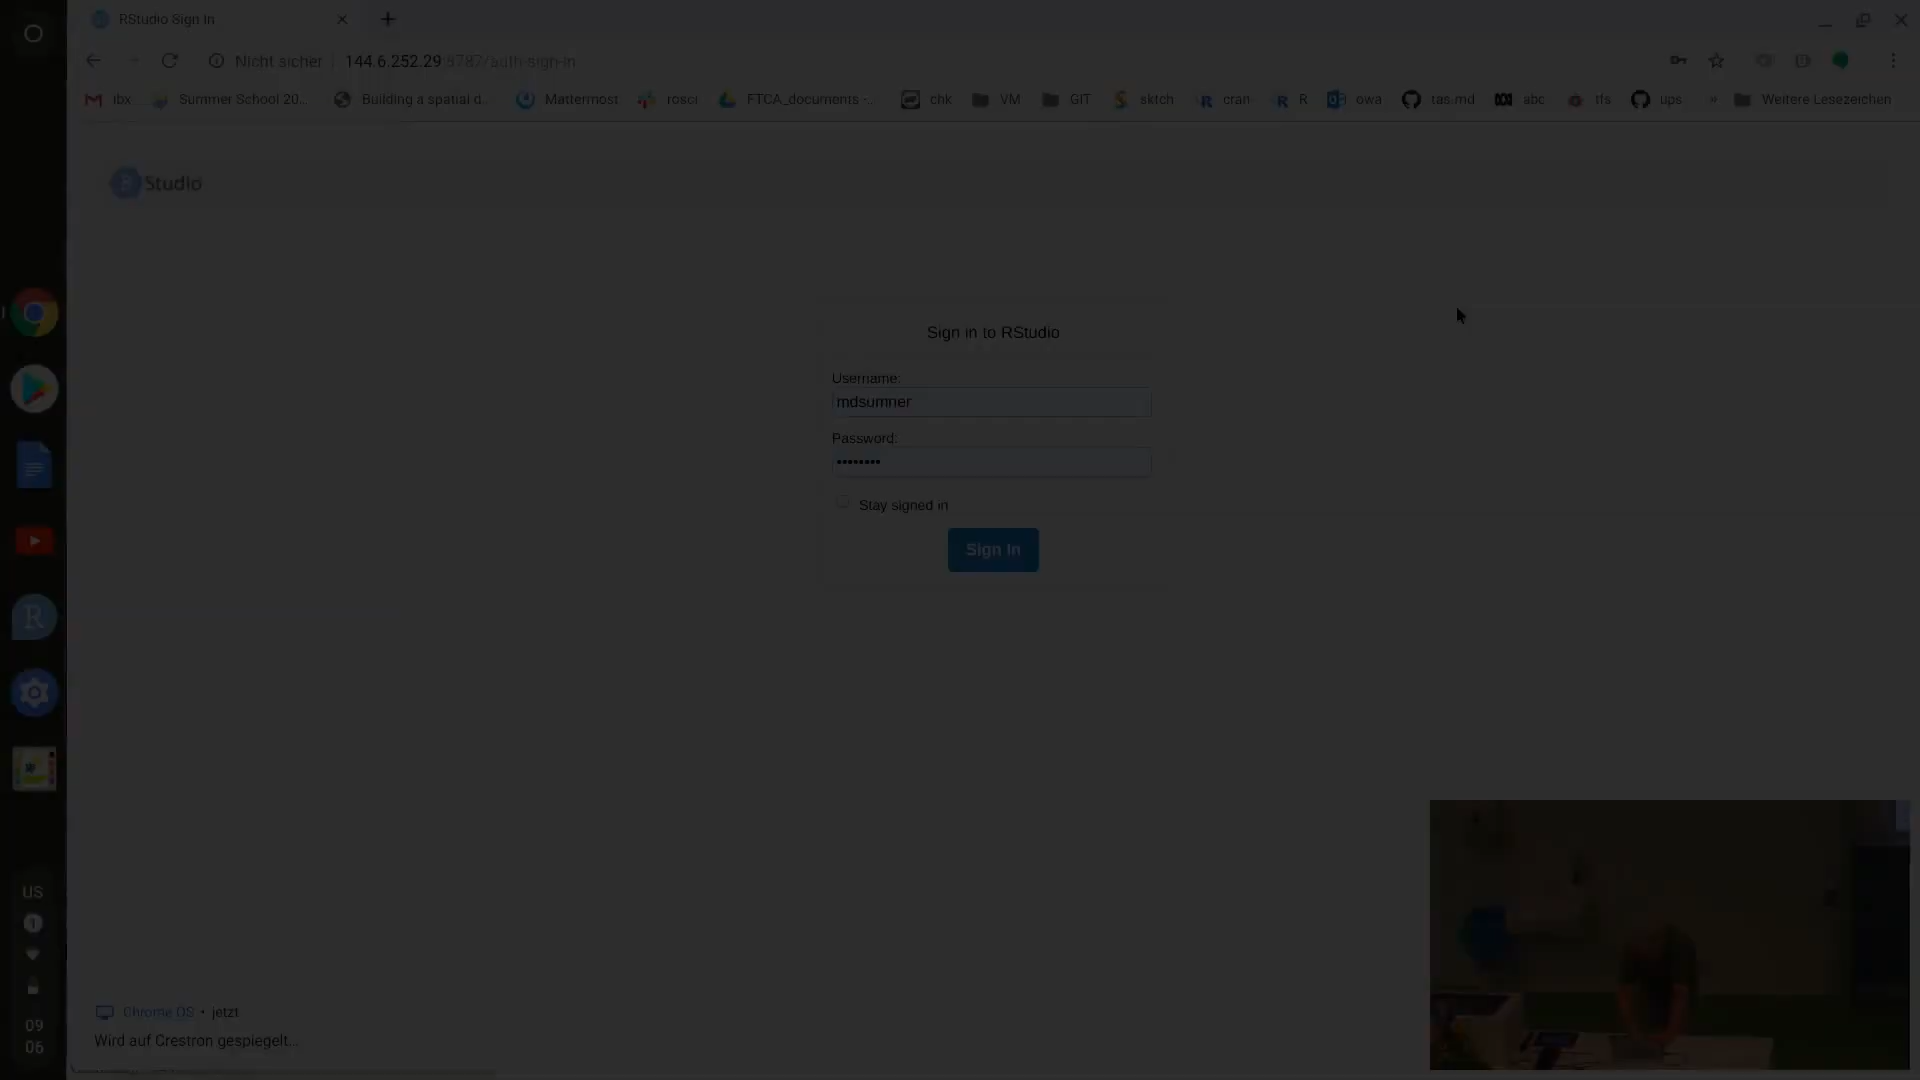 RStudio Sign In
Nicht sicher | 144.6.252.29:8787/auth-sign-in
ibx
Summer School 20...
Building a spatial d...
Mattermost
rosci
FTCA_documents -...
chk
VM
GIT
sktch
cran
R
owa
tas.md
abc
tfs
ups
»
Weitere Lesezeichen
R Studio
Sign in to RStudio
Username:
mdsumner
Password:
••••••••
Stay signed in
Sign In
R
US
1
09
06
Chrome OS • jetzt
Wird auf Crestron gespiegelt...